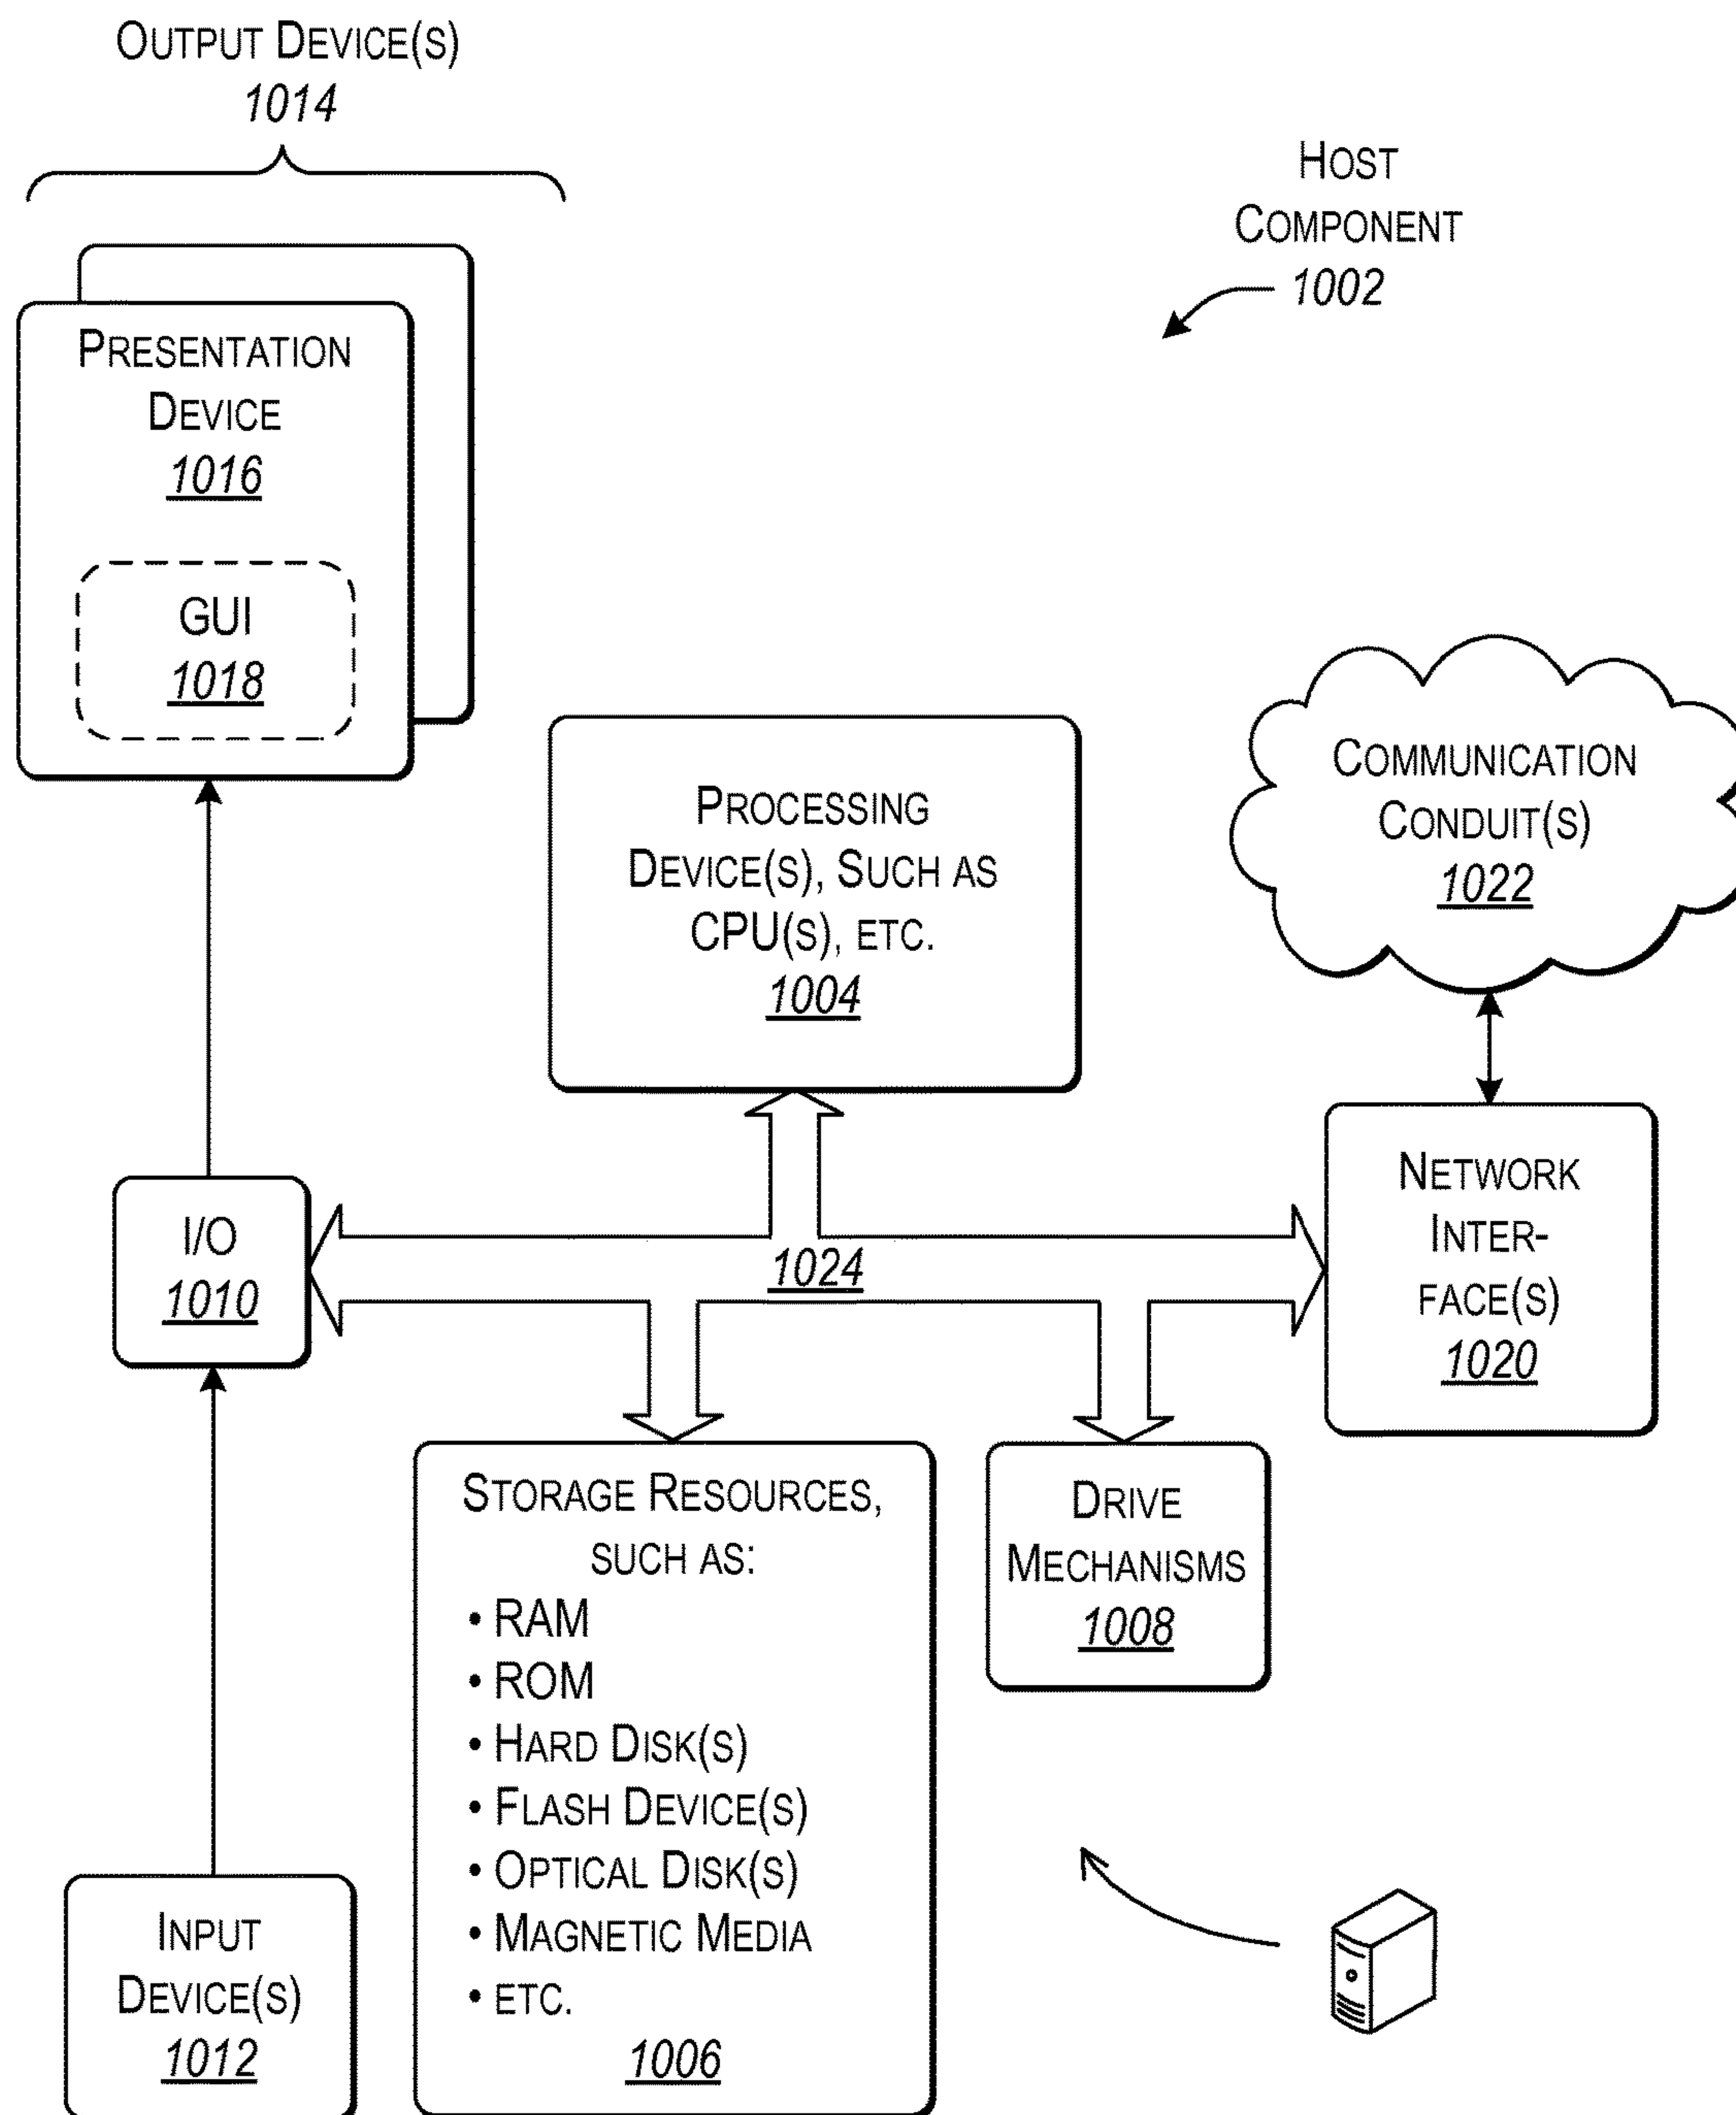 OUTPUT DEVICE(S)
1014
HOST
COMPONENT
1002
PRESENTATION
DEVICE
1016
GUI
1018
PROCESSING
DEVICE(S), SUCH AS
CPU(S), ETC.
1004
COMMUNICATION
CONDUIT(S)
1022
I/O
1010
1024
NETWORK
INTER-
FACE(S)
1020
STORAGE RESOURCES,
SUCH AS:
• RAM
• ROM
• HARD DISK(S)
• FLASH DEVICE(S)
• OPTICAL DISK(S)
• MAGNETIC MEDIA
• ETC.
1006
DRIVE
MECHANISMS
1008
INPUT
DEVICE(S)
1012